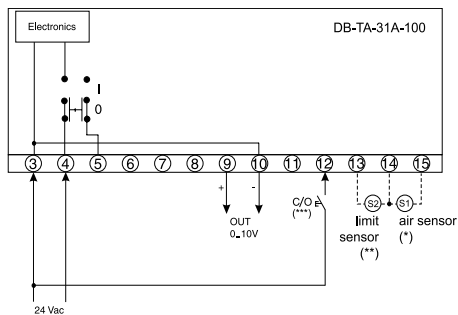 Electronics
DB-TA-31A-100
I
0
3 4 5 6 7 8 9 10 11 12 13 14 15
+ -
OUT
0_10V
C/O
(***)
S2 S1
limit
sensor
(**)
air sensor
(*)
24 Vac